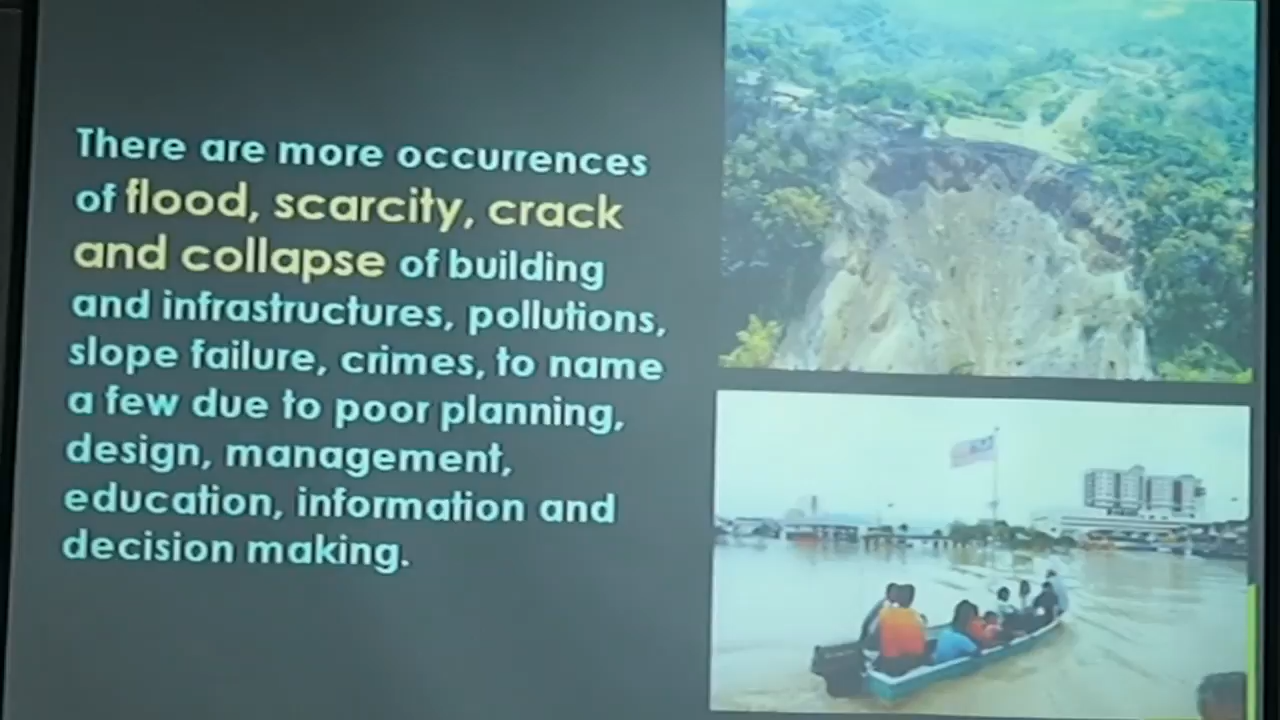 There are more occurrences
of flood, scarcity, crack
and collapse of building
and infrastructures, pollutions,
slope failure, crimes, to name
a few due to poor planning,
design, management,
education, information and
decision making.